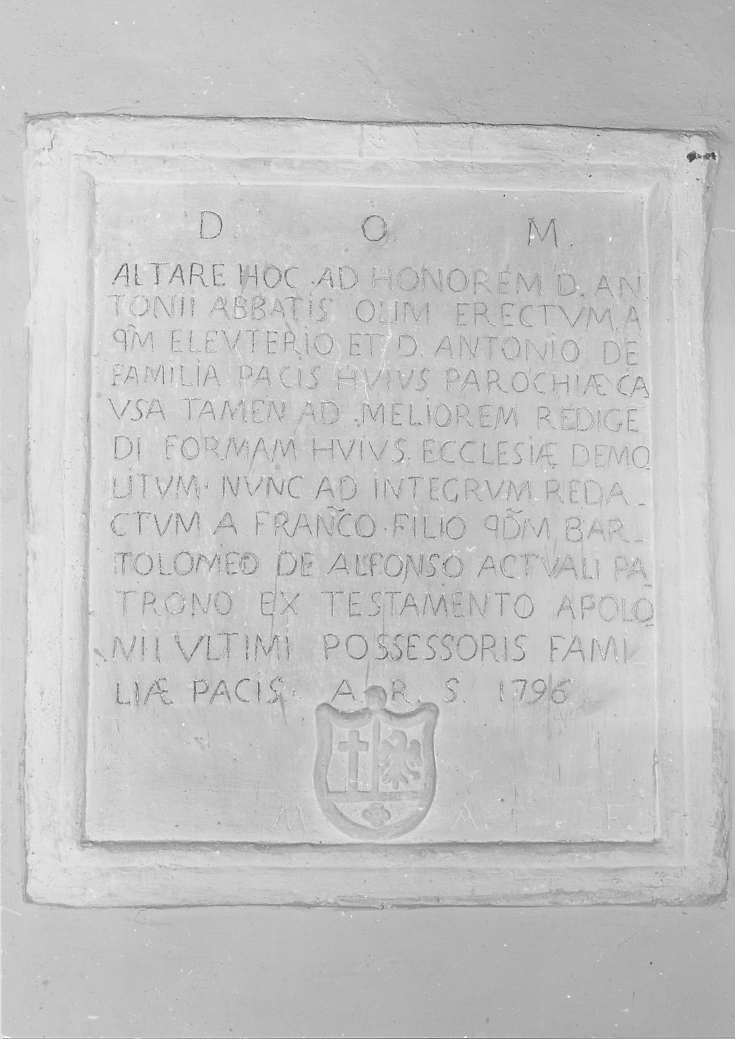 D. O. M.
ALTARE HOC AD HONOREM D. AN
TONII ABBATIS OLIM ERECTVM A
qM̃ ELEVTERIO ET D. ANTONIO DE
FAMILIA PACIS HVIVS PAROCHIÆ CA
VSA TAMEN AD MELIOREM REDIGE
DI FORMAM HVIVS ECCLESIÆ DEMO
LITVM NVNC AD INTEGRVM REDA-
CTVM A FRAÑCO FILIO qD̃M BAR-
TOLOMEO DE ALFONSO ACTVALI PA
TRONO EX TESTAMENTO APOLO
NII VLTIMI POSSESSORIS FAMI
LIÆ PACIS A. R. S. 1796
M. A. F.